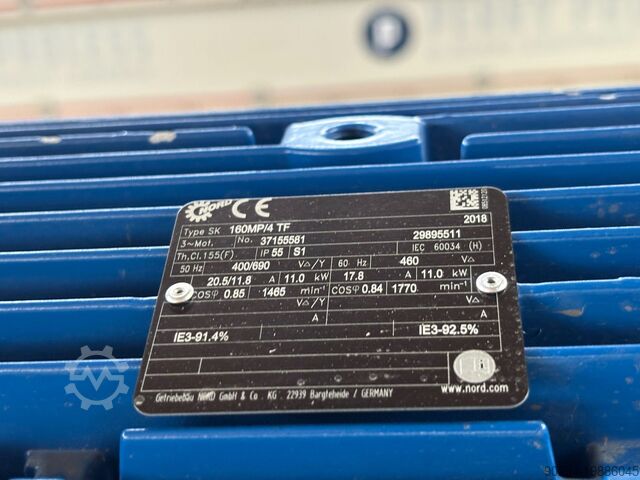 NORD CE 2018
Type SK 160MP/4 TF
3~Mot. No. 37155581 29895511
Th.Cl.155(F) IP 55 S1 IEC 60034 (H)
50 Hz 400/690 V△/Y 60 Hz 460 V△
20.5/11.8 A 11.0 kW 17.8 A 11.0 kW
COSφ 0.85 1465 min⁻¹ COSφ 0.84 1770 min⁻¹
V△/Y V△
A A
IE3-91.4% IE3-92.5%
Getriebebau NORD GmbH & Co. KG . 22939 Bargteheide / GERMANY www.nord.com